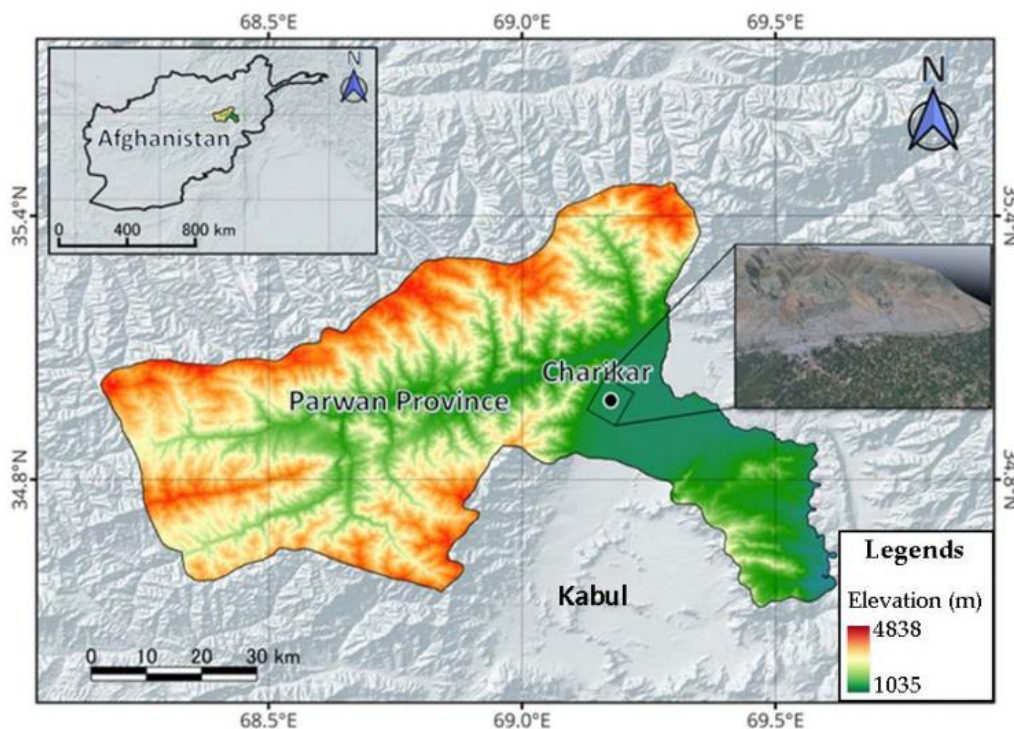 68.5°E 69.0°E 69.5°E
N
Afghanistan
0 400 800 km
N
35.4°N
35.4°N
Charikar
Parwan Province
34.8°N
34.8°N
Kabul
Legends
Elevation (m)
4838
1035
0 10 20 30 km
68.5°E 69.0°E 69.5°E